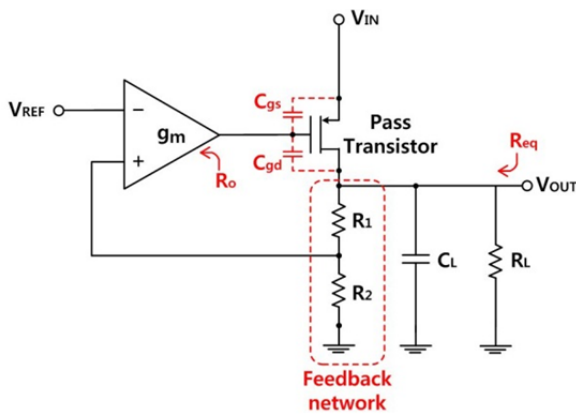 VIN
Cgs
VREF
−
gm
+
Ro
Cgd
Pass
Transistor
Req
VOUT
R1
R2
CL
RL
Feedback
network